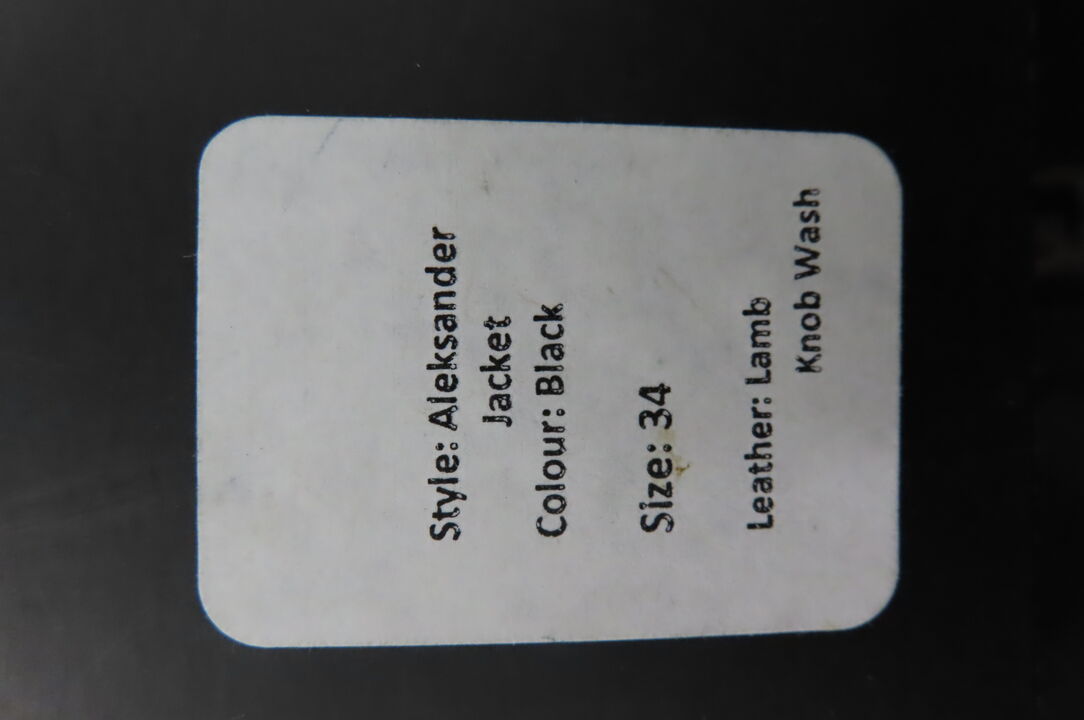 Style: Aleksander
Jacket
Colour: Black
Size: 34
Leather: Lamb
Knob Wash